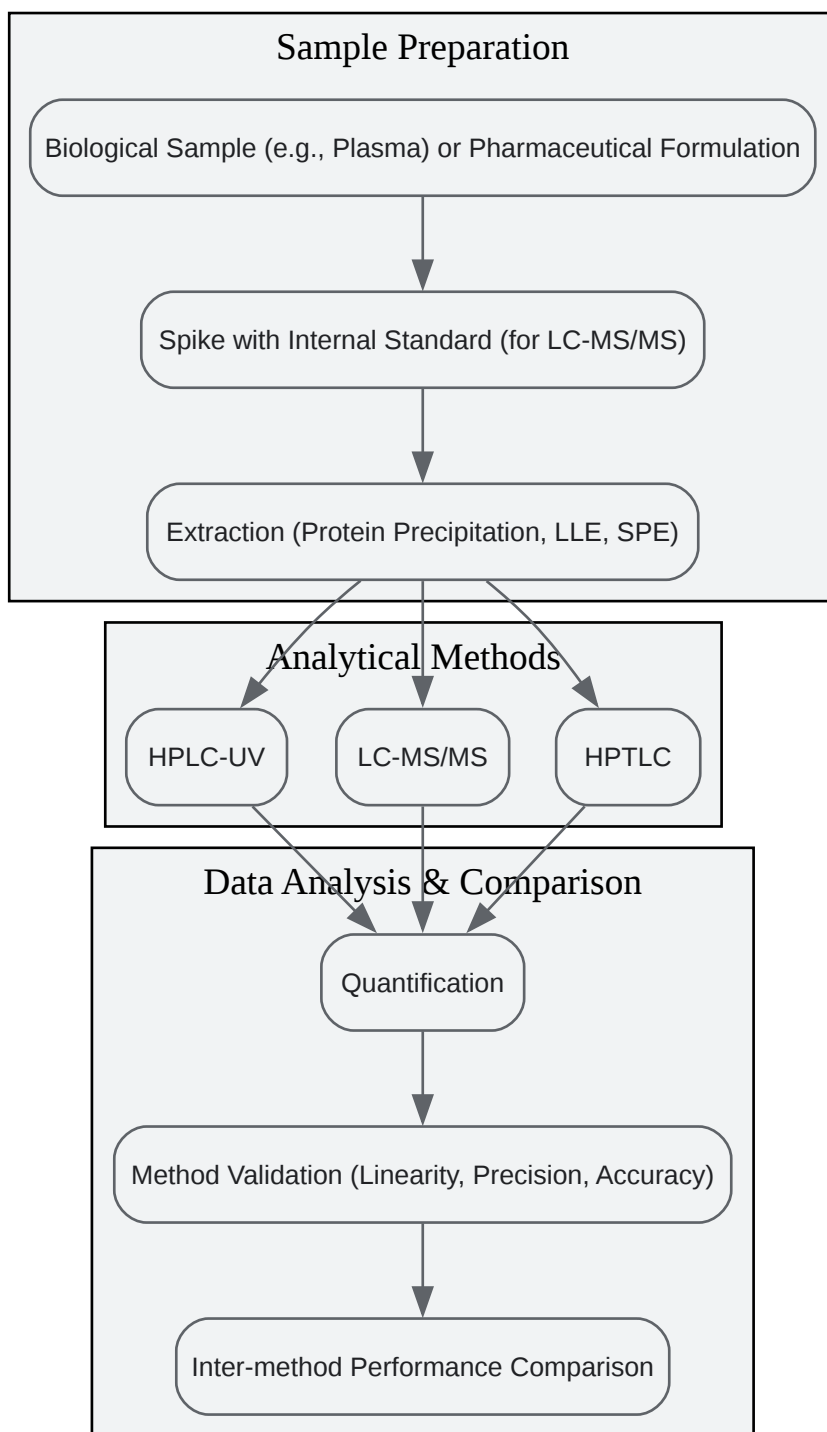 Sample Preparation
Biological Sample (e.g., Plasma) or Pharmaceutical Formulation
Spike with Internal Standard (for LC-MS/MS)
Extraction (Protein Precipitation, LLE, SPE)
Analytical Methods
HPLC-UV
LC-MS/MS
HPTLC
Data Analysis & Comparison
Quantification
Method Validation (Linearity, Precision, Accuracy)
Inter-method Performance Comparison